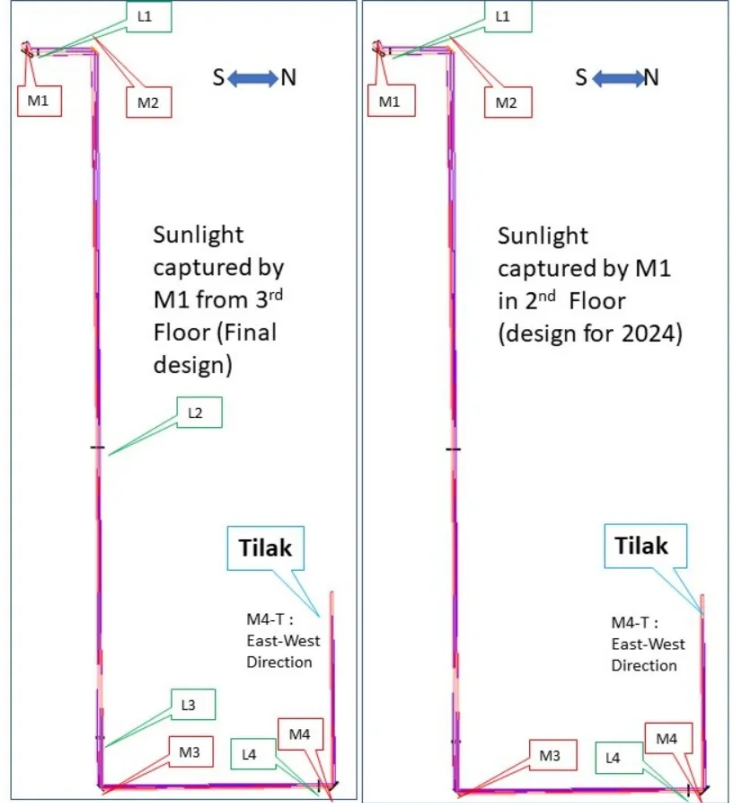 L1
S N
M1
M2
Sunlight
captured by
M1 from 3rd
Floor (Final
design)
L2
Tilak
M4-T :
East-West
Direction
L3
M3
L4
M4
L1
S N
M1
M2
Sunlight
captured by M1
in 2nd Floor
(design for 2024)
Tilak
M4-T :
East-West
Direction
M3
L4
M4